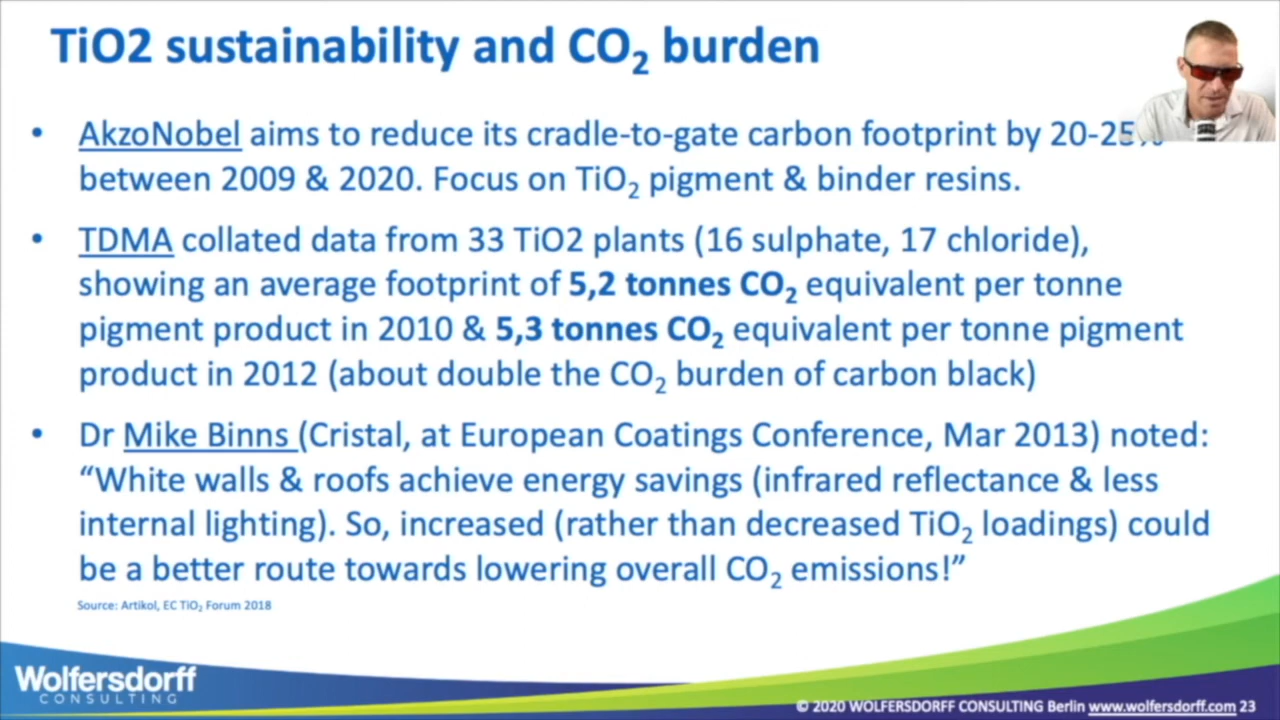 TiO2 sustainability and CO₂ burden
• AkzoNobel aims to reduce its cradle-to-gate carbon footprint by 20-25%
between 2009 & 2020. Focus on TiO₂ pigment & binder resins.
• TDMA collated data from 33 TiO2 plants (16 sulphate, 17 chloride),
showing an average footprint of 5,2 tonnes CO₂ equivalent per tonne
pigment product in 2010 & 5,3 tonnes CO₂ equivalent per tonne pigment
product in 2012 (about double the CO₂ burden of carbon black)
• Dr Mike Binns (Cristal, at European Coatings Conference, Mar 2013) noted:
“White walls & roofs achieve energy savings (infrared reflectance & less
internal lighting). So, increased (rather than decreased TiO₂ loadings) could
be a better route towards lowering overall CO₂ emissions!”
Source: Artikol, EC TiO₂ Forum 2018
Wolfersdorff
CONSULTING
© 2020 WOLFERSDORFF CONSULTING Berlin www.wolfersdorff.com 23